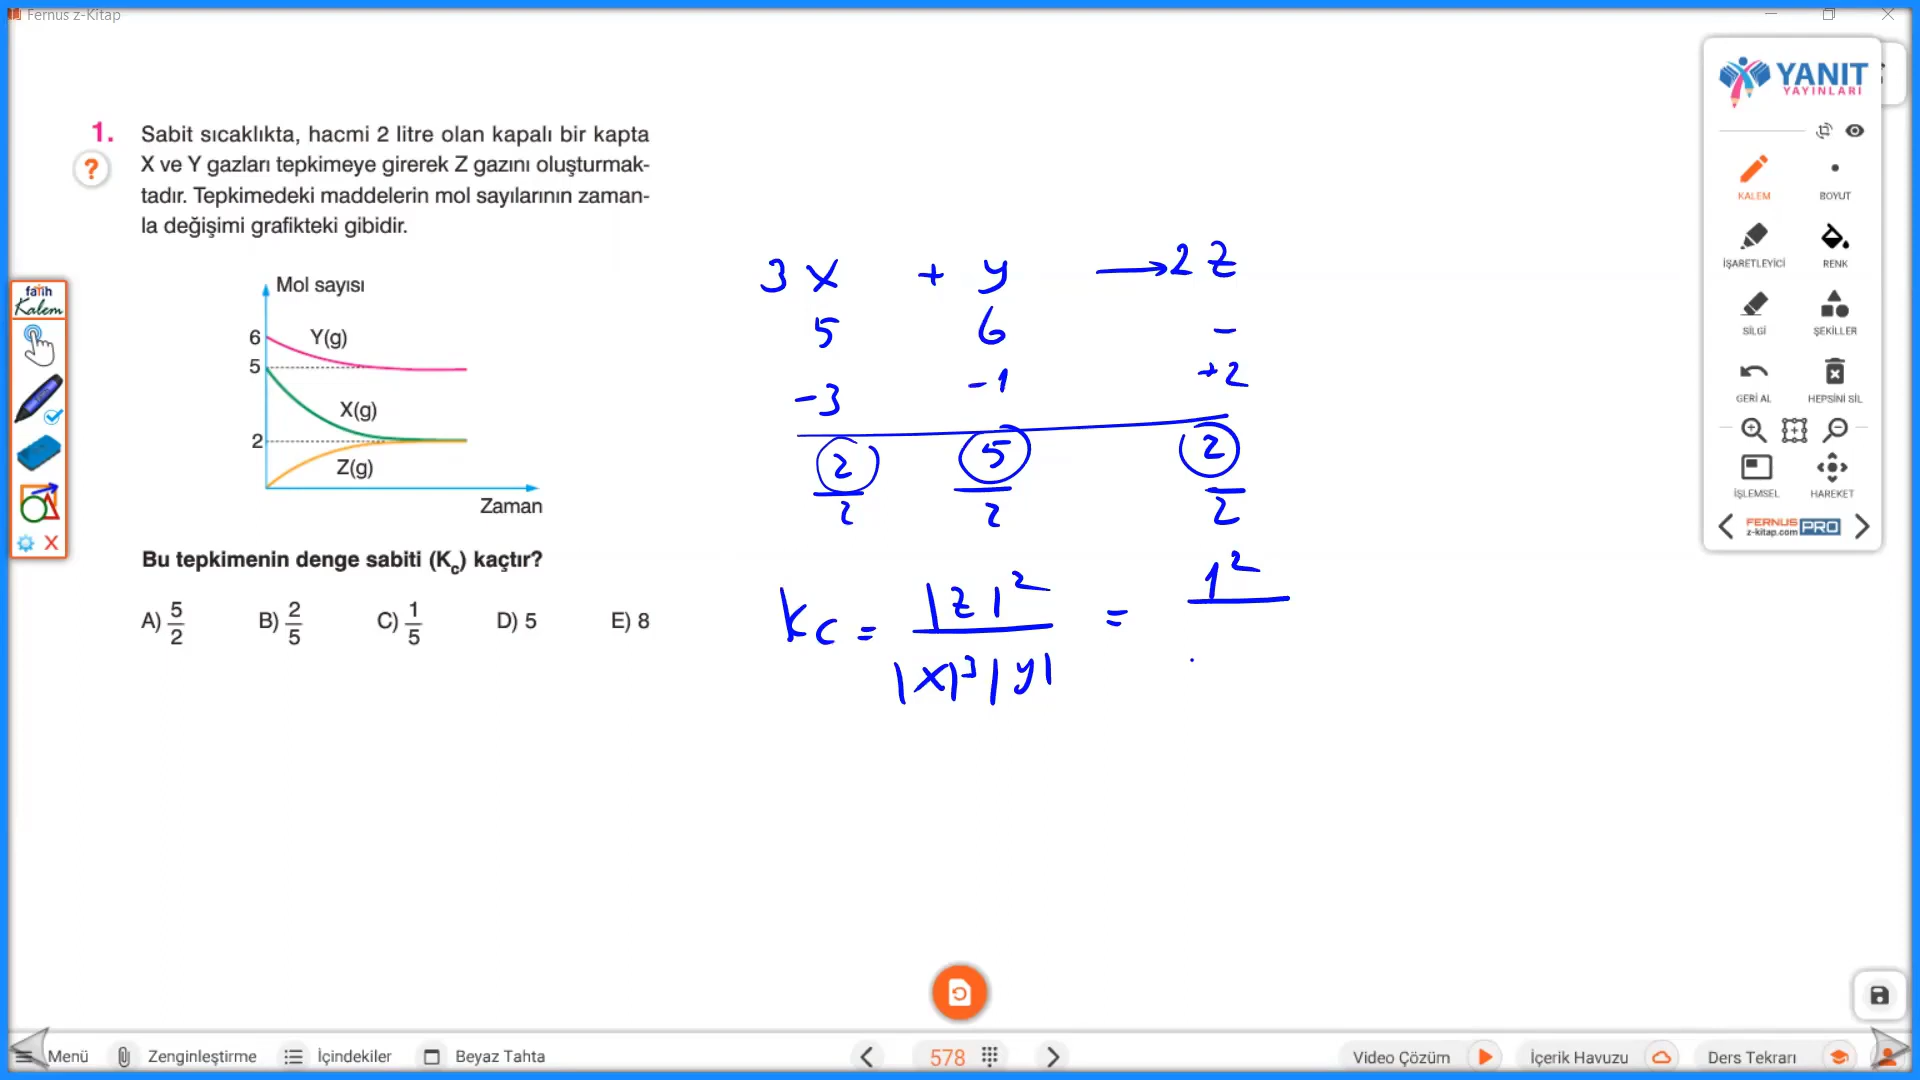 Fernus z-Kitap
YANIT
YAYINLARI
1. Sabit sıcaklıkta, hacmi 2 litre olan kapalı bir kapta
X ve Y gazları tepkimeye girerek Z gazını oluşturmak-
tadır. Tepkimedeki maddelerin mol sayılarının zaman-
la değişimi grafikteki gibidir.
?
Mol sayısı
6
Y(g)
5
X(g)
2
Z(g)
Zaman
Bu tepkimenin denge sabiti (Kc) kaçtır?
A) 5/2 B) 2/5 C) 1/5 D) 5 E) 8
3 X + y → 2 Z
5 6 -
-3 -1 +2
2 5 2
2 2 2
Kc = |Z|² / |X|³ |y| = 1²
fatih
Kalem
KALEM BOYUT
İŞARETLEYİCİ RENK
SİLGİ ŞEKİLLER
GERİ AL HEPSİNİ SİL
İŞLEMSEL HAREKET
FERNUS PRO
z-kitap.com
Menü Zenginleştirme İçindekiler Beyaz Tahta 578 Video Çözüm İçerik Havuzu Ders Tekrarı